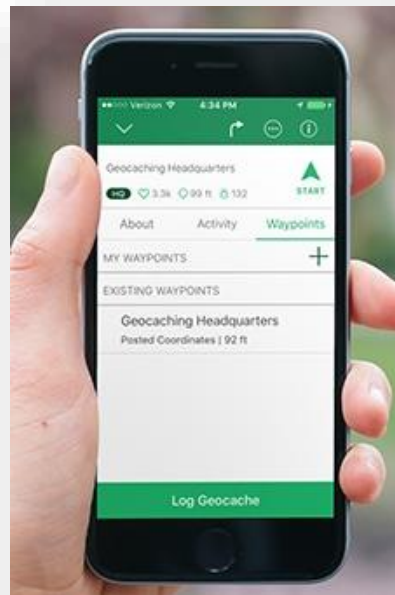 Verizon 4:34 PM
Geocaching Headquarters
HQ 3.3k 99 ft 132
START
About Activity Waypoints
MY WAYPOINTS
EXISTING WAYPOINTS
Geocaching Headquarters
Posted Coordinates | 92 ft
Log Geocache